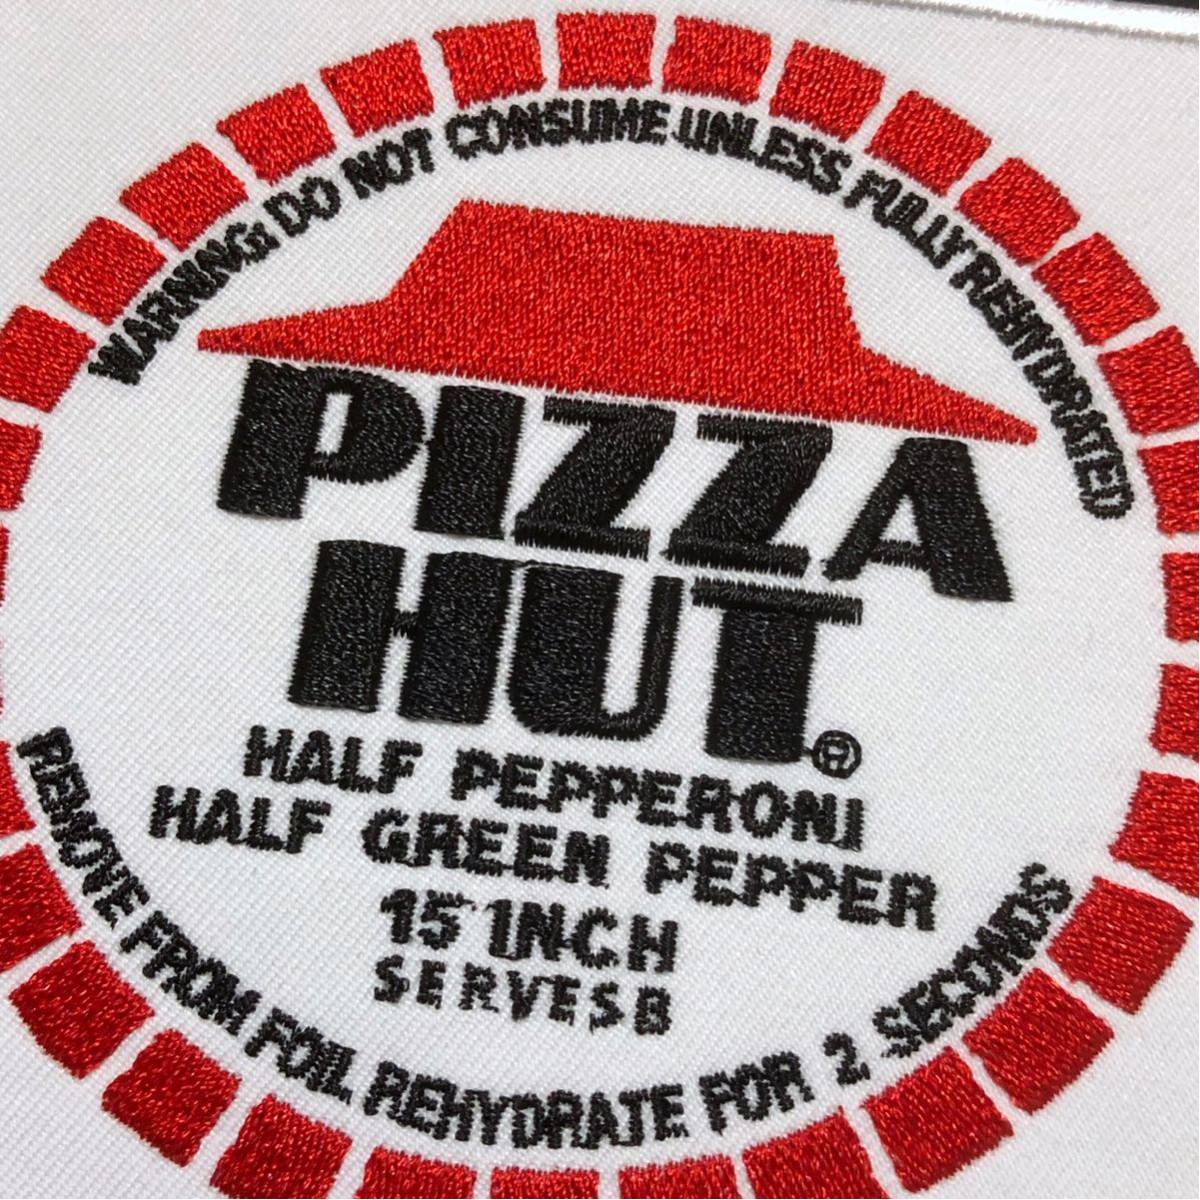 WARNING: DO NOT CONSUME UNLESS FULLY REHYDRATED
PIZZA
HUT®
HALF PEPPERONI
HALF GREEN PEPPER
15 INCH
SERVES 8
REMOVE FROM FOIL REHYDRATE FOR 2 SECONDS